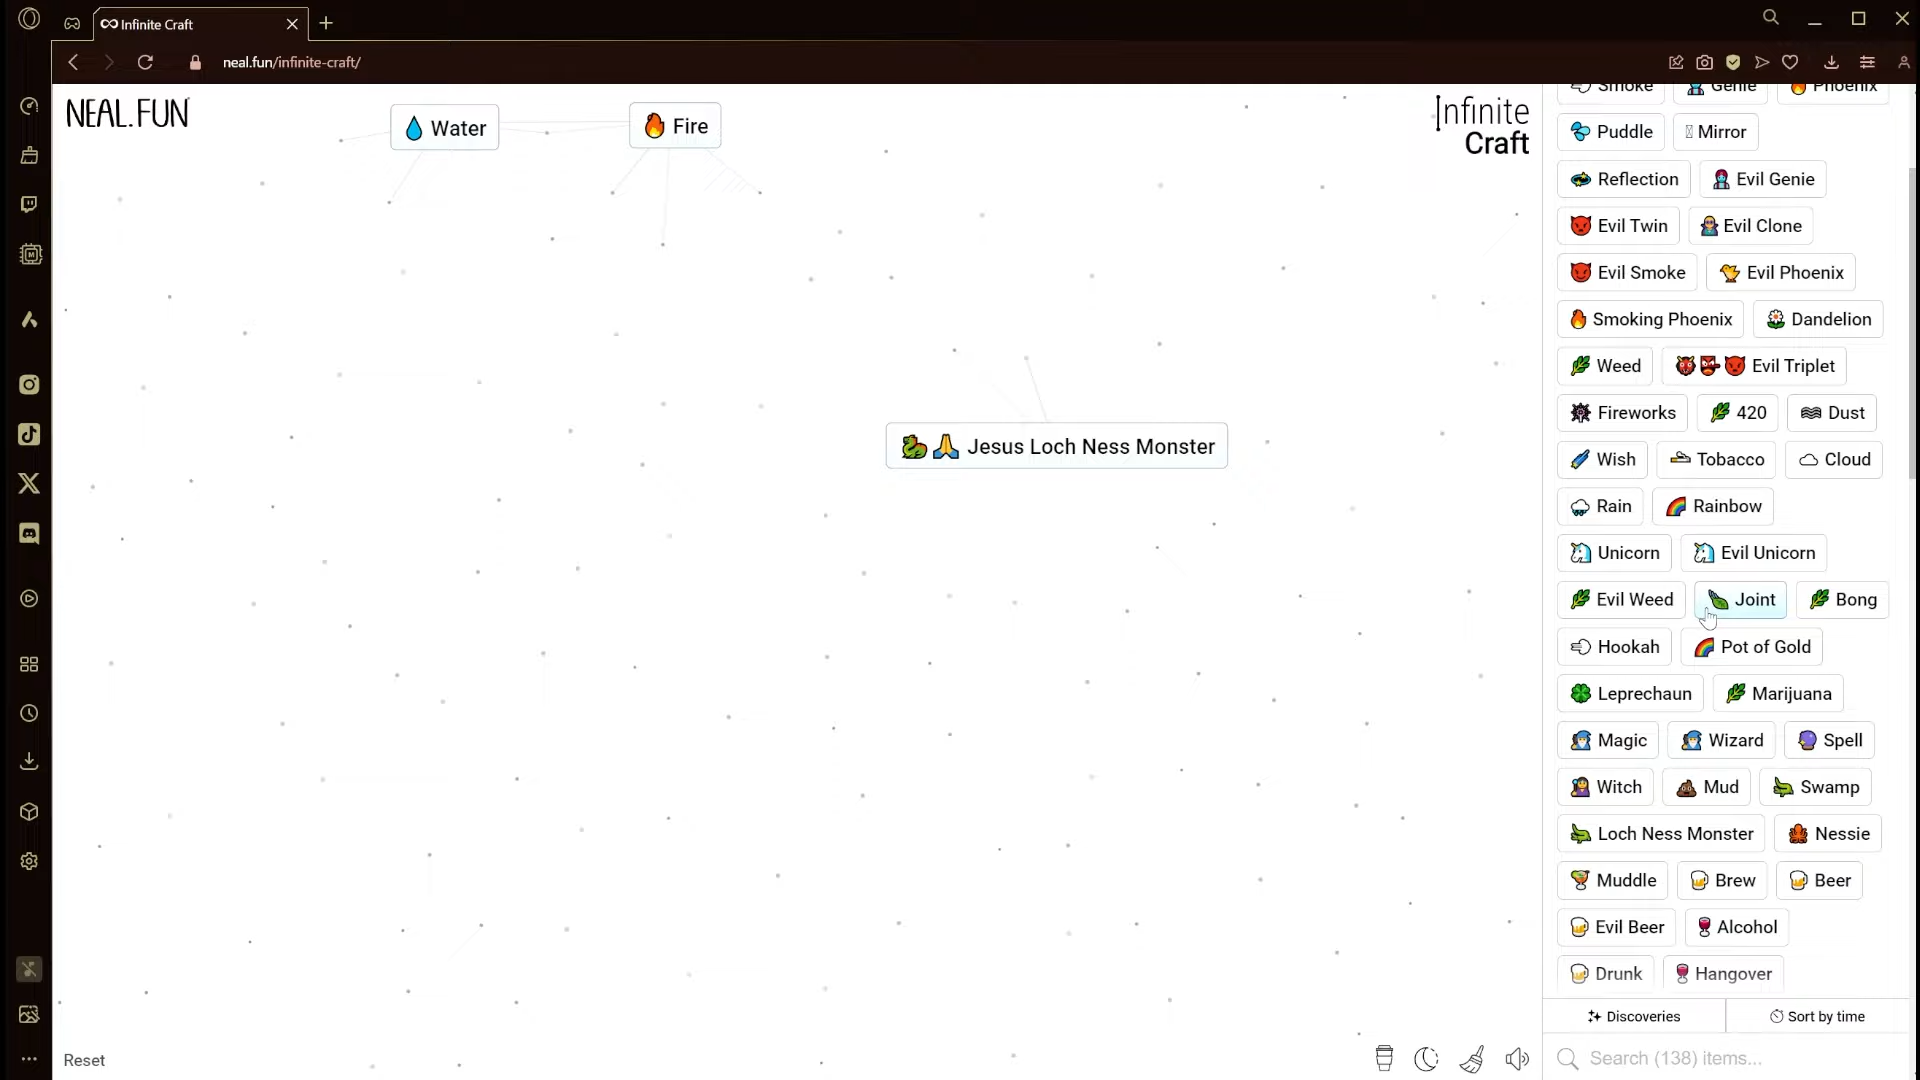 Infinite Craft
neal.fun/infinite-craft/
NEAL.FUN
Water
Fire
Infinite
Craft
Jesus Loch Ness Monster
Smoke Genie Phoenix
Puddle Mirror
Reflection Evil Genie
Evil Twin Evil Clone
Evil Smoke Evil Phoenix
Smoking Phoenix Dandelion
Weed Evil Triplet
Fireworks 420 Dust
Wish Tobacco Cloud
Rain Rainbow
Unicorn Evil Unicorn
Evil Weed Joint Bong
Hookah Pot of Gold
Leprechaun Marijuana
Magic Wizard Spell
Witch Mud Swamp
Loch Ness Monster Nessie
Muddle Brew Beer
Evil Beer Alcohol
Drunk Hangover
Discoveries Sort by time
Search (138) items...
Reset